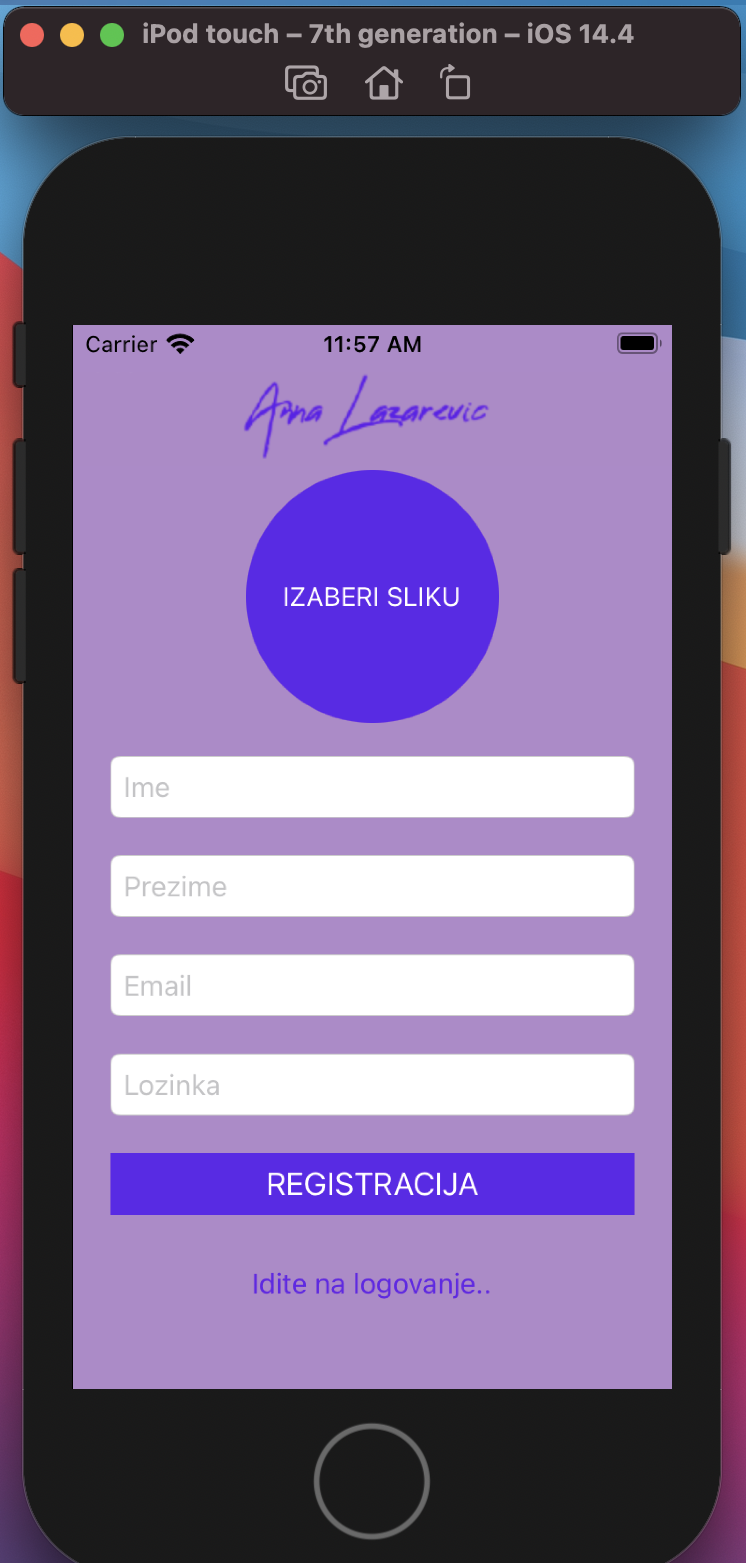 iPod touch – 7th generation – iOS 14.4
Carrier 11:57 AM
Anna Lazarevic
IZABERI SLIKU
Ime
Prezime
Email
Lozinka
REGISTRACIJA
Idite na logovanje..